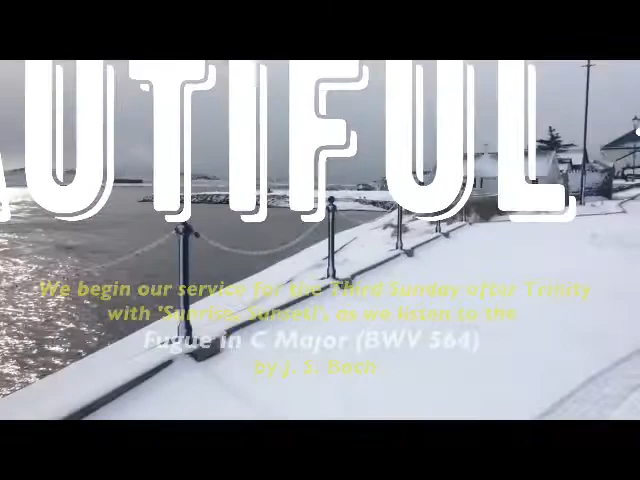 AUTIFUL
We begin our service for the Third Sunday after Trinity
with 'Sunrise, Sunset!', as we listen to the
Fugue in C Major (BWV 564)
by J. S. Bach